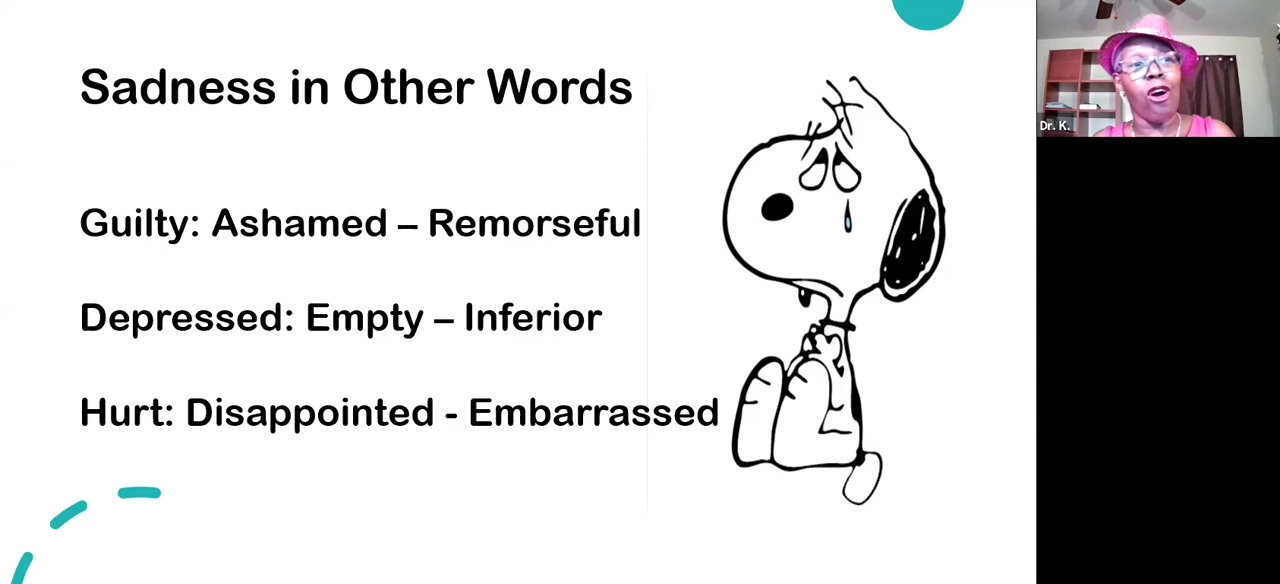 Sadness in Other Words
Guilty: Ashamed – Remorseful
Depressed: Empty – Inferior
Hurt: Disappointed - Embarrassed
Dr. K.